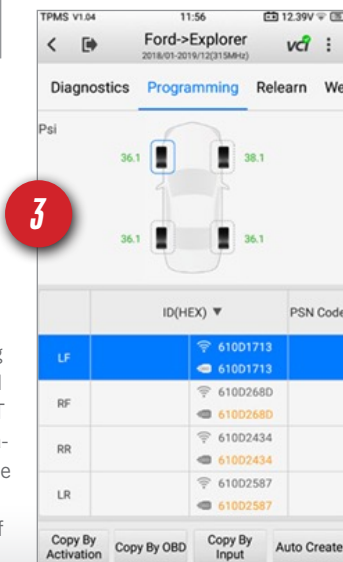 TPMS V1.04 11:56 12.39V
Ford->Explorer
2018/01-2019/12(315MHz)
vci
Diagnostics Programming Relearn We
Psi
36.1 38.1
3
36.1 36.1
ID(HEX) ▼ PSN Code
LF 610D1713
610D1713
RF 610D268D
610D268D
RR 610D2434
610D2434
LR 610D2587
610D2587
Copy By Activation
Copy By OBD
Copy By Input
Auto Create
g
T
-
e
f